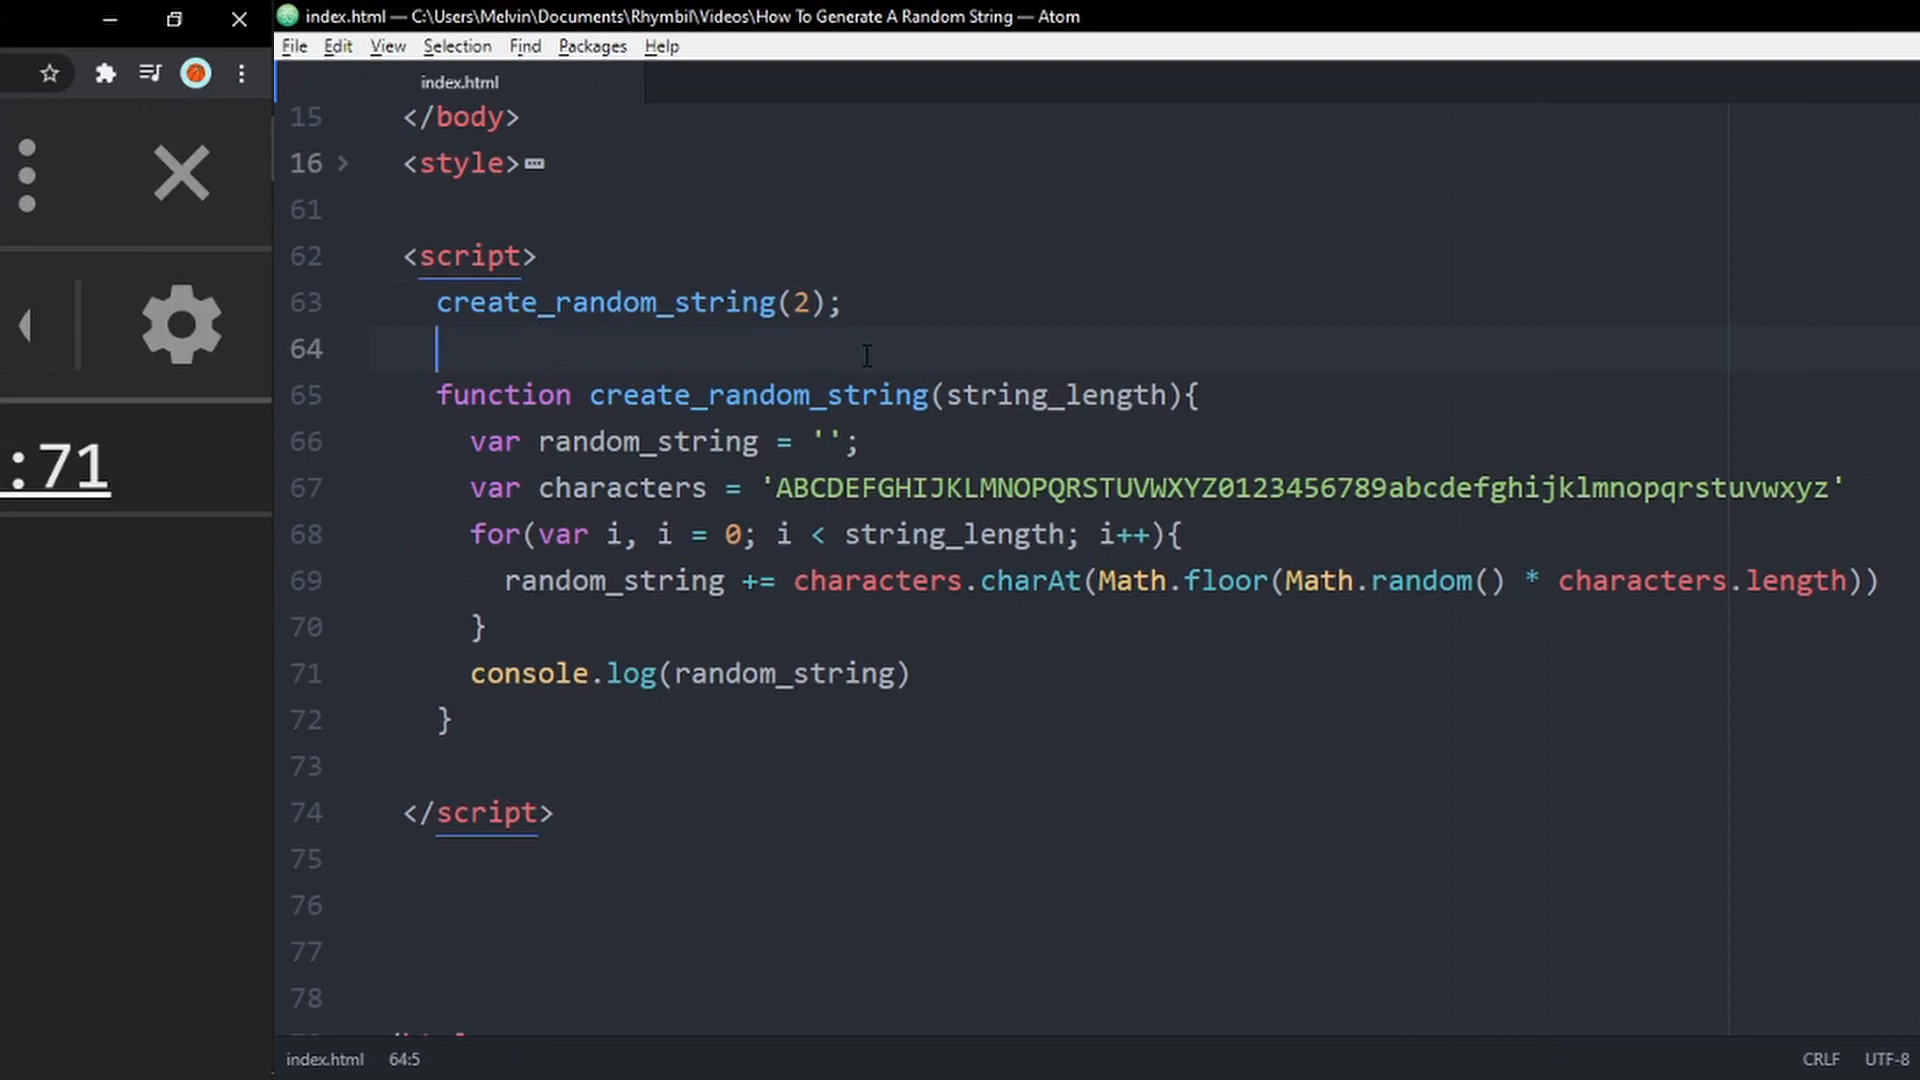 index.html — C:\Users\Melvin\Documents\Rhymbil\Videos\How To Generate A Random String — Atom
File Edit View Selection Find Packages Help
index.html
:71
15 </body>
16 <style>
61
62 <script>
63 create_random_string(2);
64
65 function create_random_string(string_length){
66 var random_string = '';
67 var characters = 'ABCDEFGHIJKLMNOPQRSTUVWXYZ0123456789abcdefghijklmnopqrstuvwxyz'
68 for(var i, i = 0; i < string_length; i++){
69 random_string += characters.charAt(Math.floor(Math.random() * characters.length))
70 }
71 console.log(random_string)
72 }
73
74 </script>
75
76
77
78
index.html 64:5 CRLF UTF-8